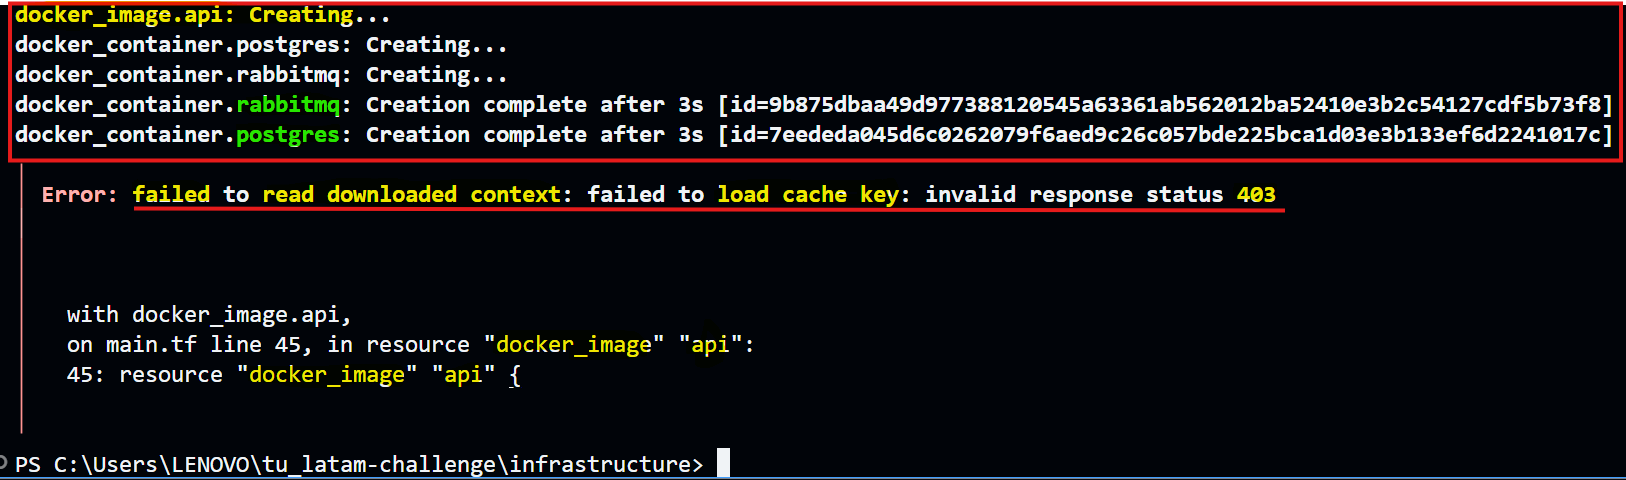 docker_image.api: Creating...
docker_container.postgres: Creating...
docker_container.rabbitmq: Creating...
docker_container.rabbitmq: Creation complete after 3s [id=9b875dbaa49d977388120545a63361ab562012ba52410e3b2c54127cdf5b73f8]
docker_container.postgres: Creation complete after 3s [id=7eededa045d6c0262079f6aed9c26c057bde225bca1d03e3b133ef6d2241017c]
Error: failed to read downloaded context: failed to load cache key: invalid response status 403
with docker_image.api,
on main.tf line 45, in resource "docker_image" "api":
45: resource "docker_image" "api" {
PS C:\Users\LENOVO\tu_latam-challenge\infrastructure>